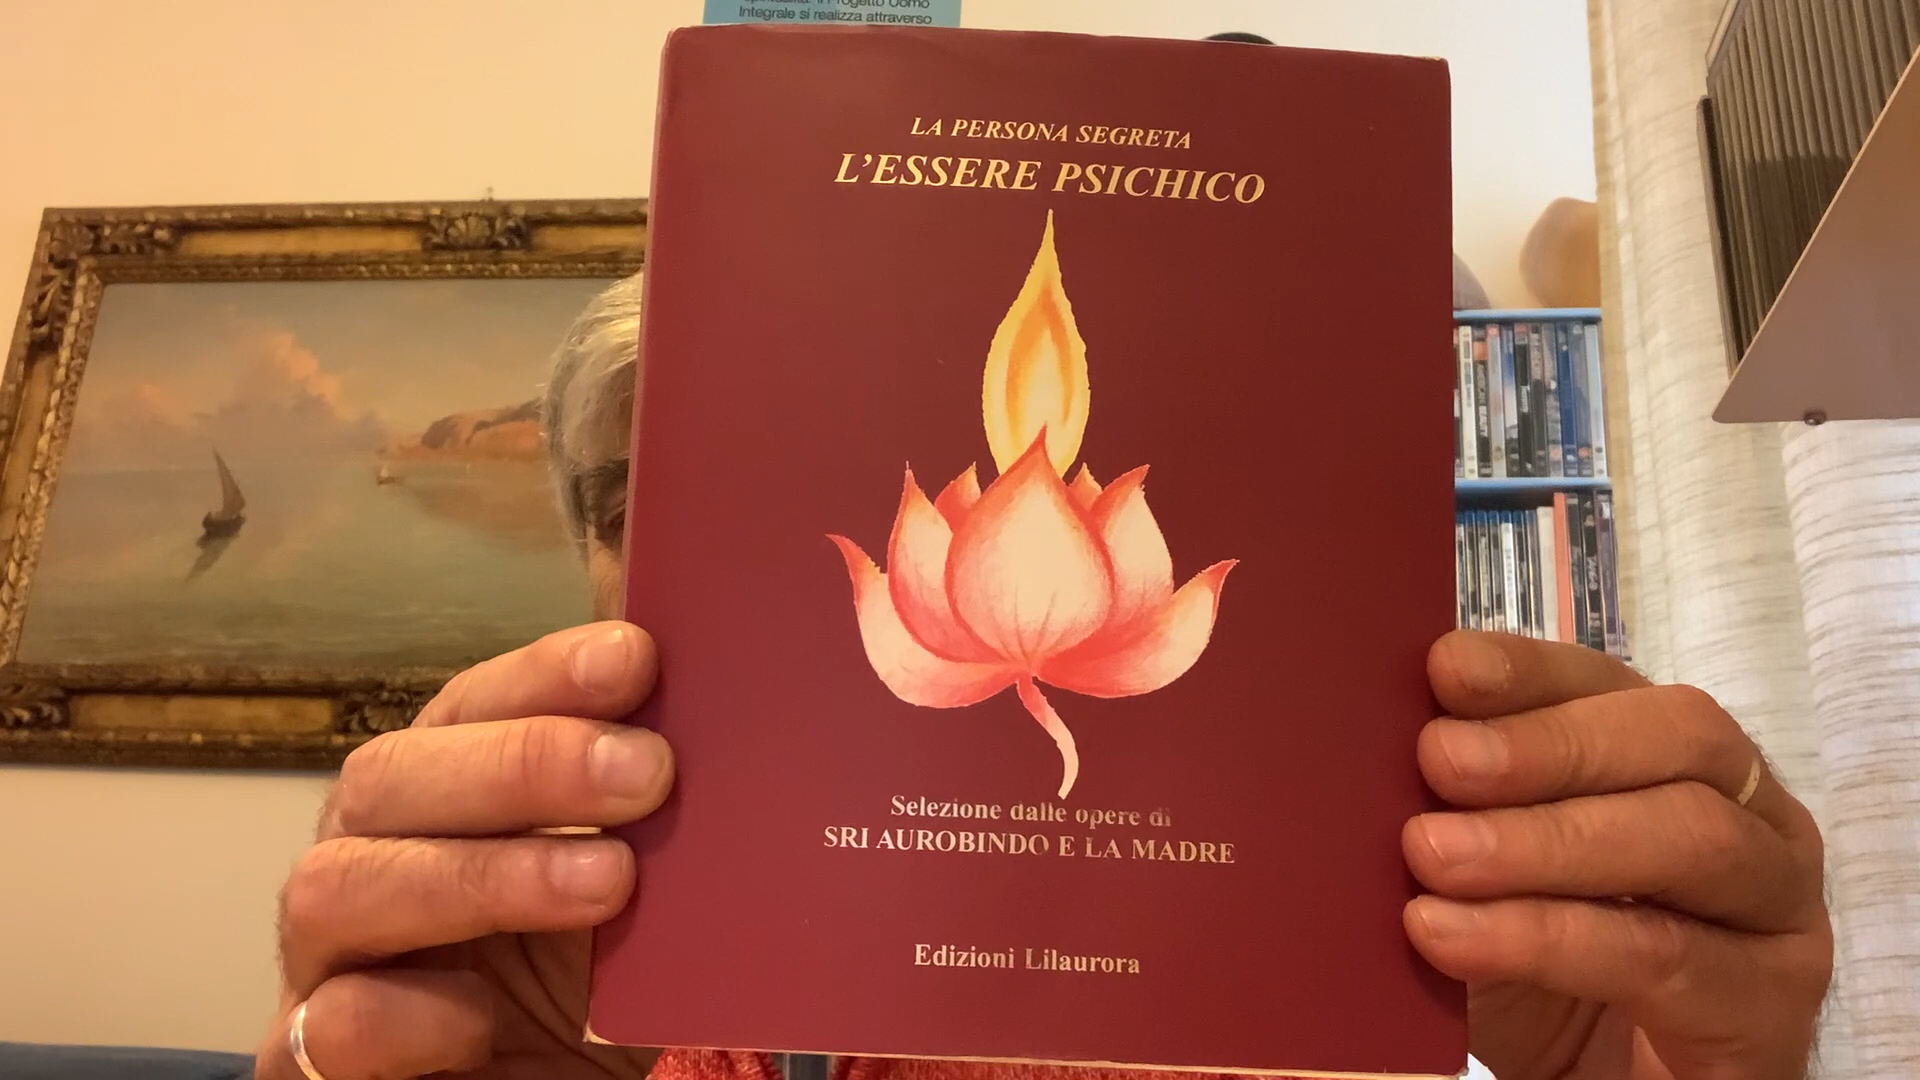 Integrale si realizza attraverso
LA PERSONA SEGRETA
L'ESSERE PSICHICO
Selezione dalle opere di
SRI AUROBINDO E LA MADRE
Edizioni Lilaurora